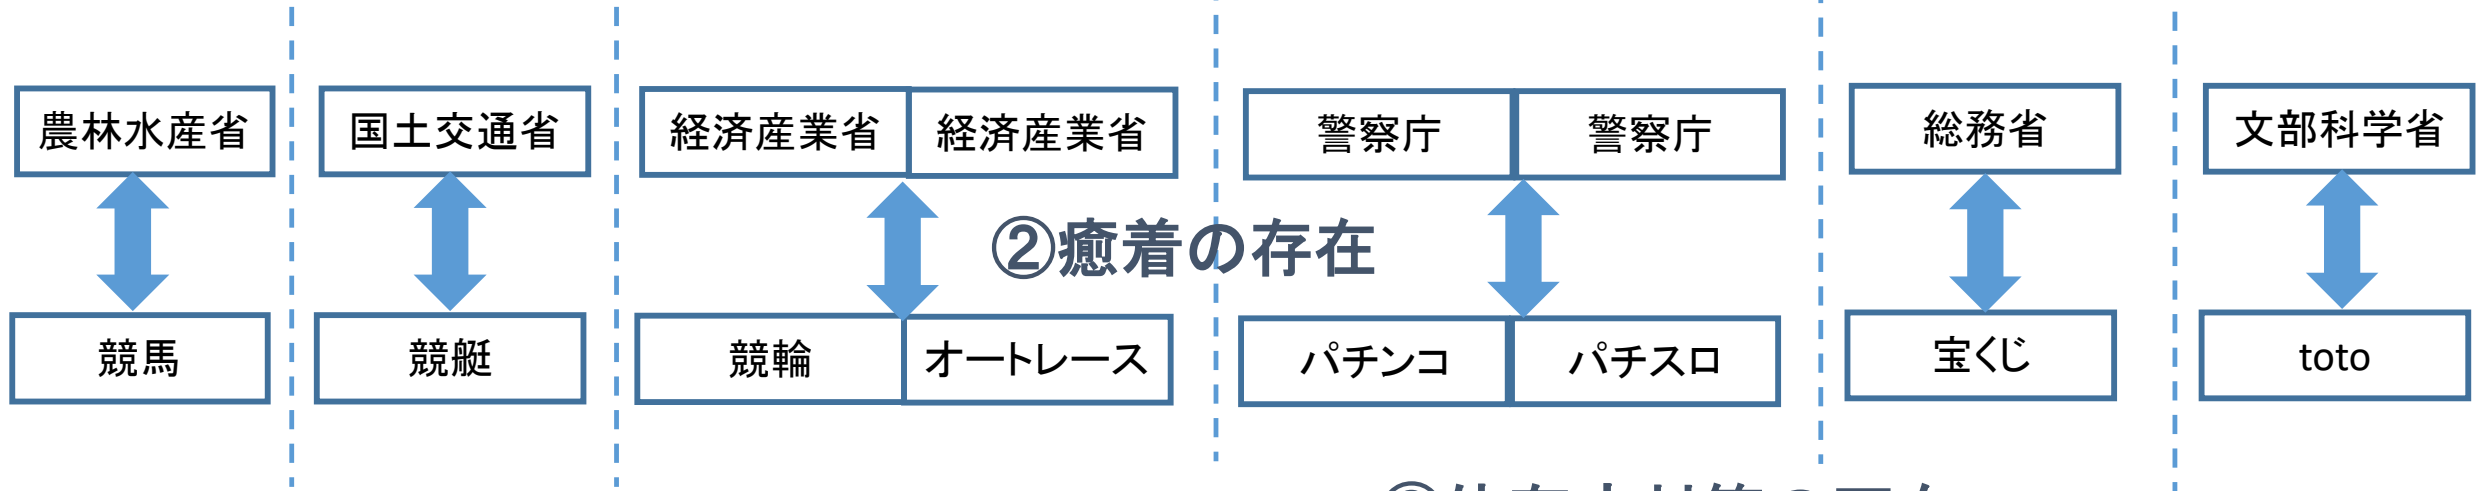 農林水産省
国土交通省
経済産業省
経済産業省
警察庁
警察庁
総務省
文部科学省
②癒着の存在
競馬
競艇
競輪
オートレース
パチンコ
パチスロ
宝くじ
toto